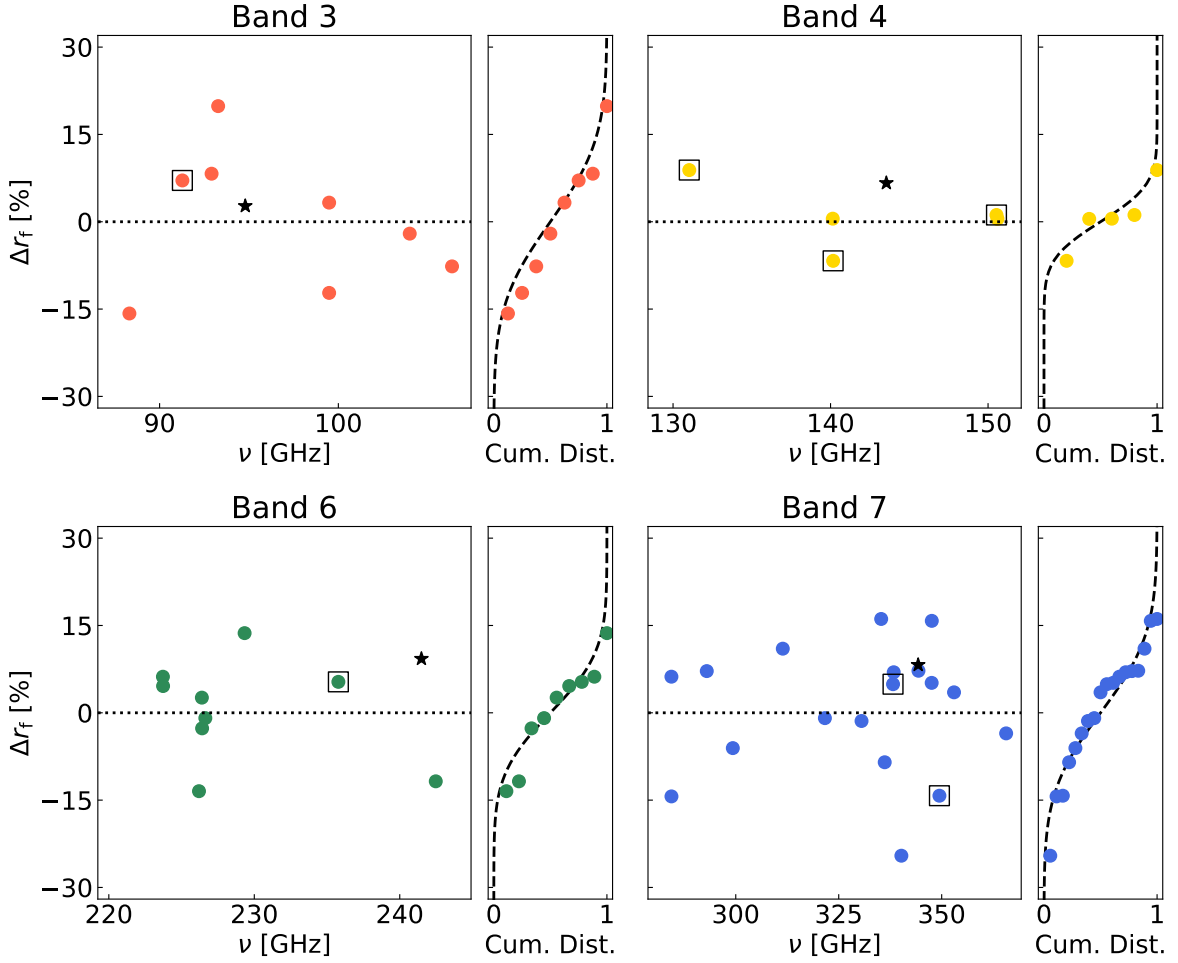 Band 3
Band 4
30
15
0
−15
−30
Δr_f [%]
90
100
0
1
130
140
150
0
1
ν [GHz]
Cum. Dist.
ν [GHz]
Cum. Dist.
Band 6
Band 7
30
15
0
−15
−30
Δr_f [%]
220
230
240
0
1
300
325
350
0
1
ν [GHz]
Cum. Dist.
ν [GHz]
Cum. Dist.